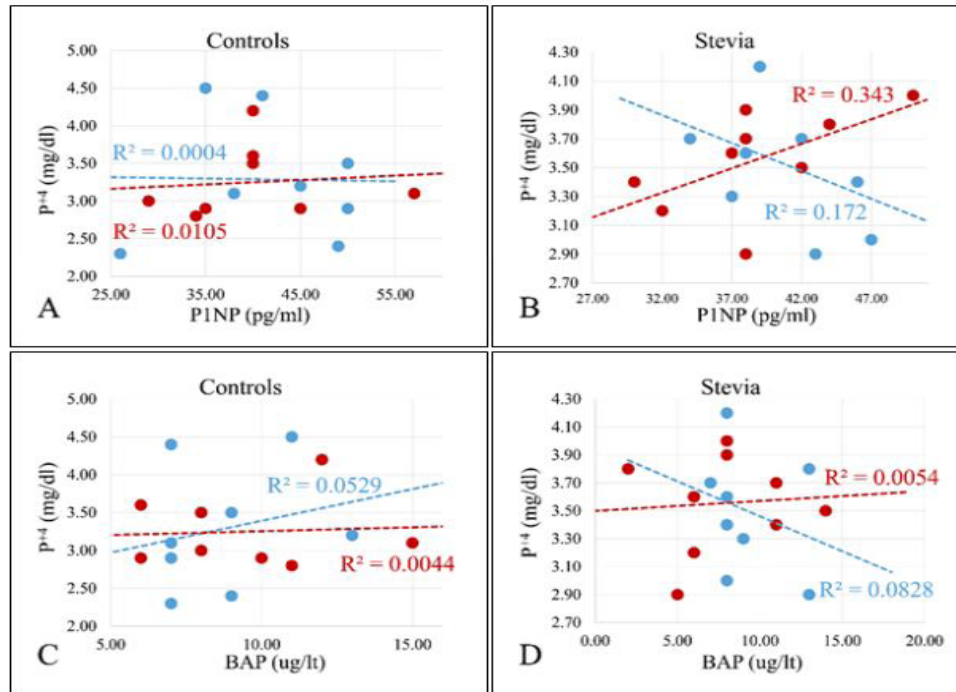 Controls
5.00
4.50
4.00
3.50
3.00
2.50
2.00
P⁺⁴ (mg/dl)
R² = 0.0004
R² = 0.0105
25.00 35.00 45.00 55.00
A
P1NP (pg/ml)
Stevia
4.30
4.10
3.90
3.70
3.50
3.30
3.10
2.90
2.70
P⁺⁴ (mg/dl)
R² = 0.343
R² = 0.172
27.00 32.00 37.00 42.00 47.00
B
P1NP (pg/ml)
Controls
5.00
4.50
4.00
3.50
3.00
2.50
2.00
P⁺⁴ (mg/dl)
R² = 0.0529
R² = 0.0044
5.00 10.00 15.00
C
BAP (ug/lt)
Stevia
4.30
4.10
3.90
3.70
3.50
3.30
3.10
2.90
2.70
P⁺⁴ (mg/dl)
R² = 0.0054
R² = 0.0828
0.00 5.00 10.00 15.00 20.00
D
BAP (ug/lt)